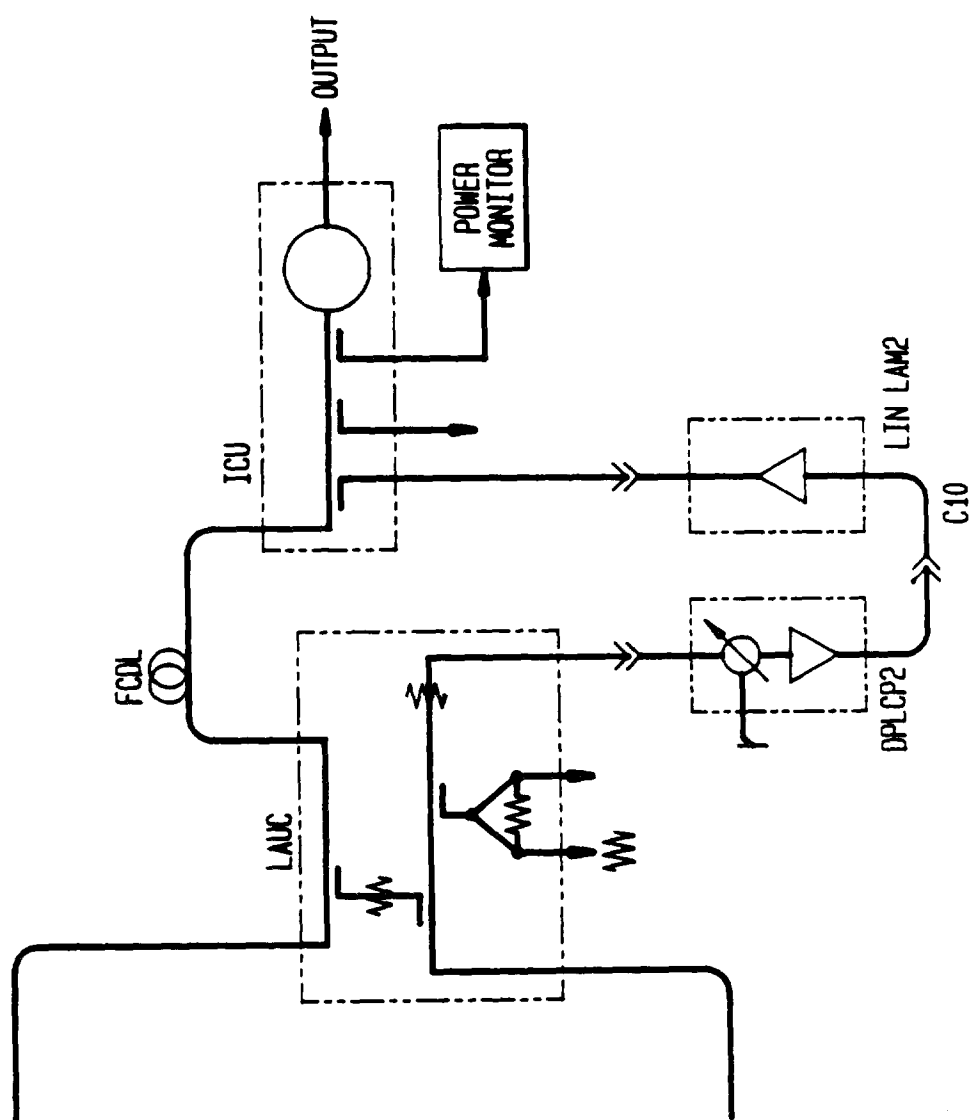 FCDL
LAUC
ICU
OUTPUT
POWER
MONITOR
DPLCP2
C10
LIN LAM2